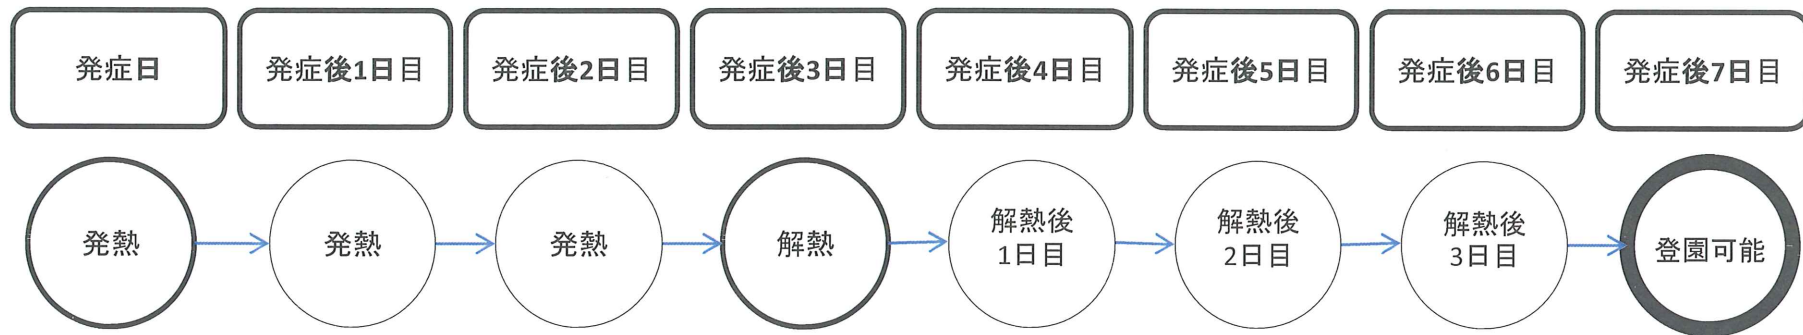 発症日
発症後1日目
発症後2日目
発症後3日目
発症後4日目
発症後5日目
発症後6日目
発症後7日目
発熱
発熱
発熱
解熱
解熱後
1日目
解熱後
2日目
解熱後
3日目
登園可能